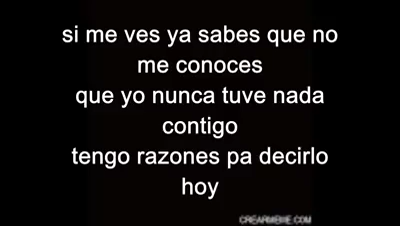 si me ves ya sabes que no
me conoces
que yo nunca tuve nada
contigo
tengo razones pa decirlo
hoy
CREARMEME.COM